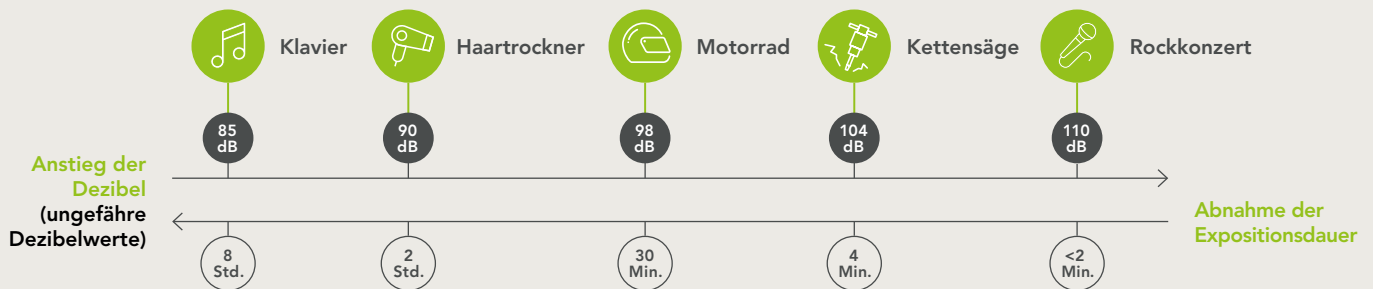 Klavier
Haartrockner
Motorrad
Kettensäge
Rockkonzert
85
dB
90
dB
98
dB
104
dB
110
dB
Anstieg der
Dezibel
(ungefähre
Dezibelwerte)
Abnahme der
Expositionsdauer
8
Std.
2
Std.
30
Min.
4
Min.
<2
Min.